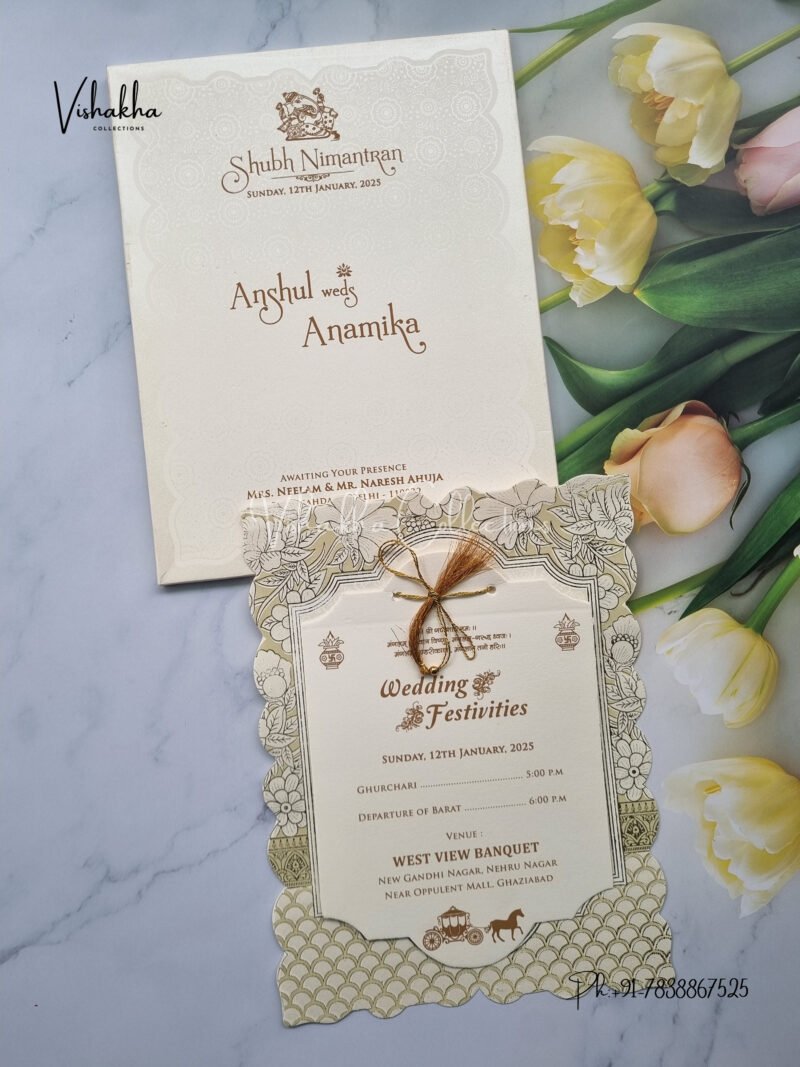 Vishakha
COLLECTIONS
Shubh Nimantran
SUNDAY, 12TH JANUARY, 2025
Anshul weds
Anamika
AWAITING YOUR PRESENCE
MRS. NEELAM & MR. NARESH AHUJA
Wedding
Festivities
SUNDAY, 12TH JANUARY, 2025
GHURCHARI ................................... 5:00 P.M
DEPARTURE OF BARAT ..................... 6:00 P.M
VENUE :
WEST VIEW BANQUET
NEW GANDHI NAGAR, NEHRU NAGAR
NEAR OPPULENT MALL, GHAZIABAD
Ph:+91-7838867525